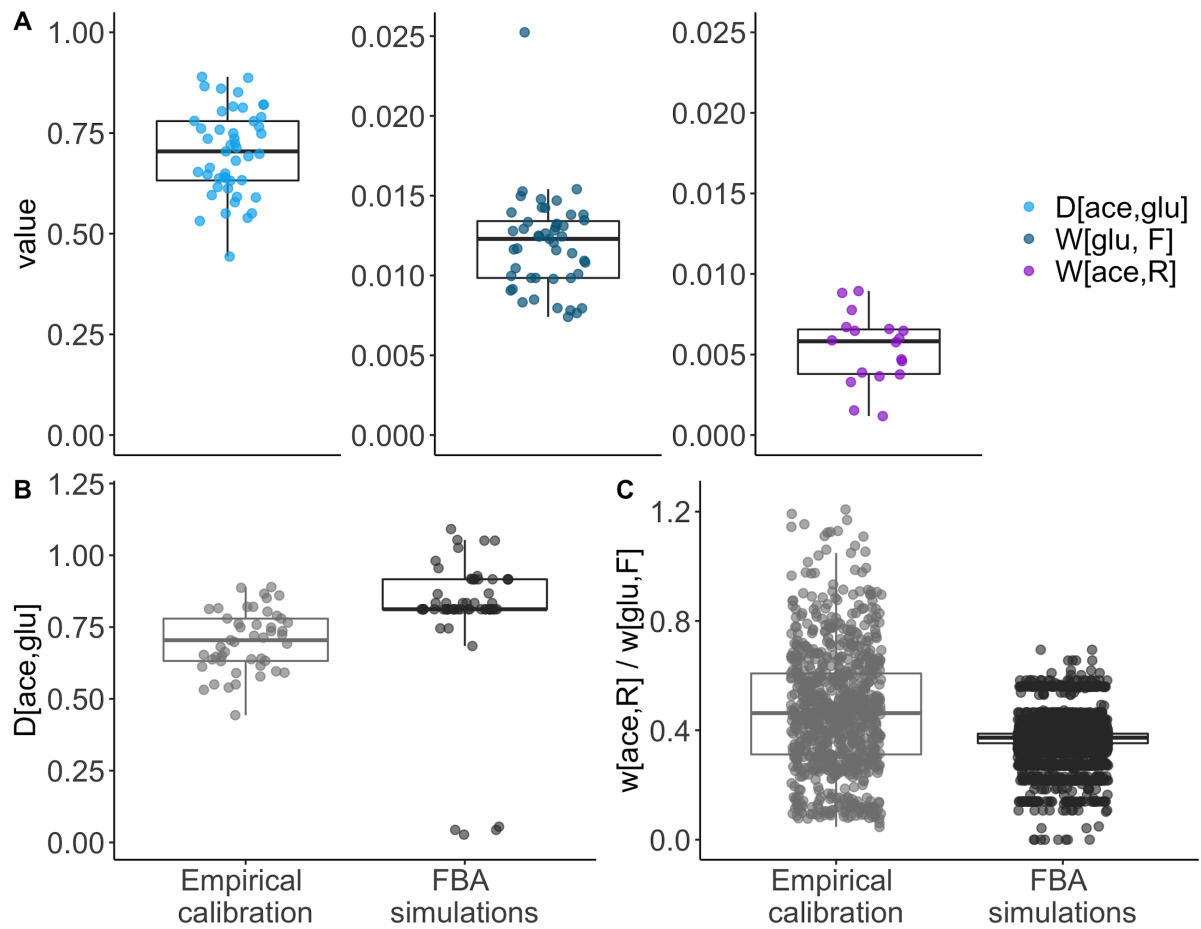 A
value
1.00
0.75
0.50
0.25
0.00
0.025
0.020
0.015
0.010
0.005
0.000
0.025
0.020
0.015
0.010
0.005
0.000
D[ace,glu]
W[glu, F]
W[ace,R]
B
D[ace,glu]
1.25
1.00
0.75
0.50
0.25
0.00
Empirical
calibration
FBA
simulations
C
w[ace,R] / w[glu,F]
1.2
0.8
0.4
0.0
Empirical
calibration
FBA
simulations